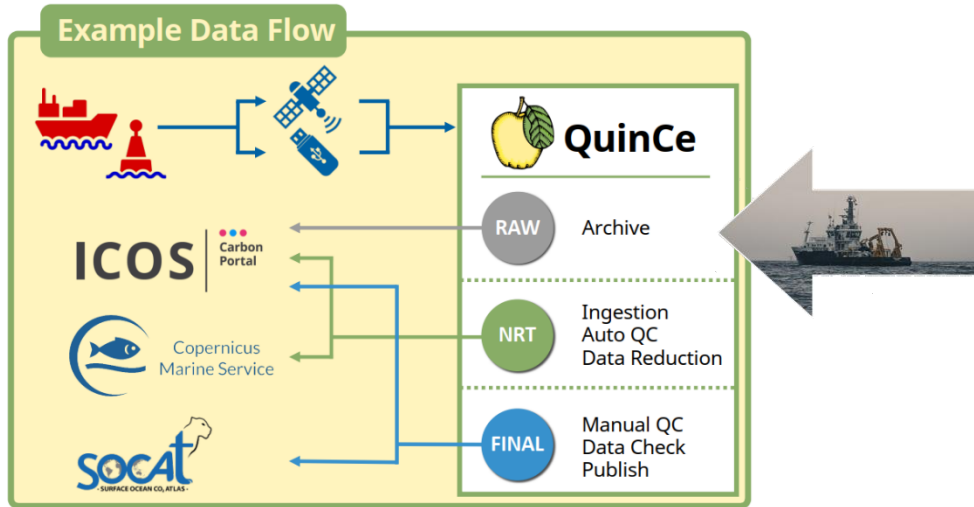 Example Data Flow
QuinCe
RAW
Archive
ICOS
Carbon
Portal
NRT
Ingestion
Auto QC
Data Reduction
Copernicus
Marine Service
FINAL
Manual QC
Data Check
Publish
SOCAt
- SURFACE OCEAN CO₂ ATLAS -